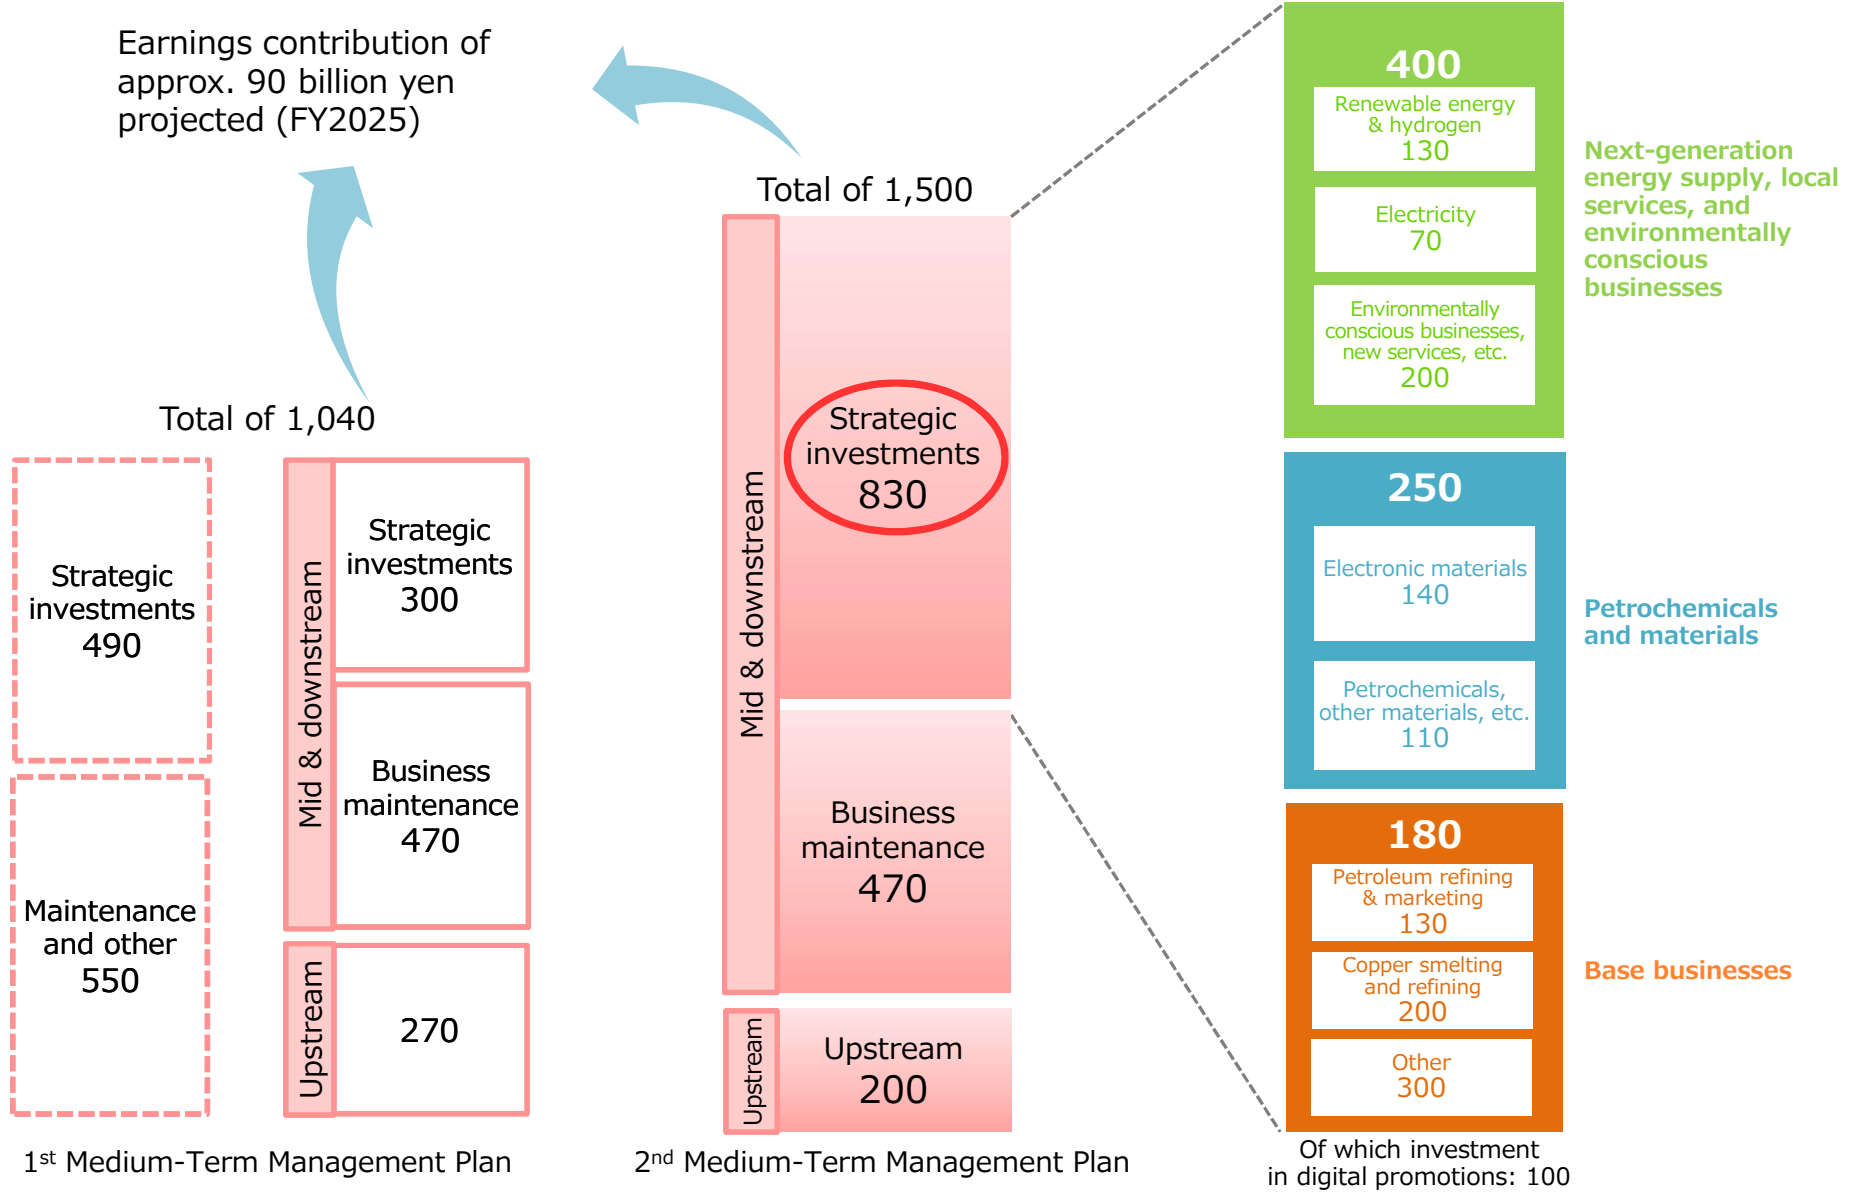 Earnings contribution of
approx. 90 billion yen
projected (FY2025)
Total of 1,040
Strategic
investments
490
Maintenance
and other
550
Mid & downstream
Strategic
investments
300
Business
maintenance
470
Upstream
270
1st Medium-Term Management Plan
Total of 1,500
Mid & downstream
Strategic
investments
830
Business
maintenance
470
Upstream
Upstream
200
2nd Medium-Term Management Plan
400
Renewable energy
& hydrogen
130
Electricity
70
Environmentally
conscious businesses,
new services, etc.
200
Next-generation
energy supply, local
services, and
environmentally
conscious
businesses
250
Electronic materials
140
Petrochemicals,
other materials, etc.
110
Petrochemicals
and materials
180
Petroleum refining
& marketing
130
Copper smelting
and refining
200
Other
300
Base businesses
Of which investment
in digital promotions: 100